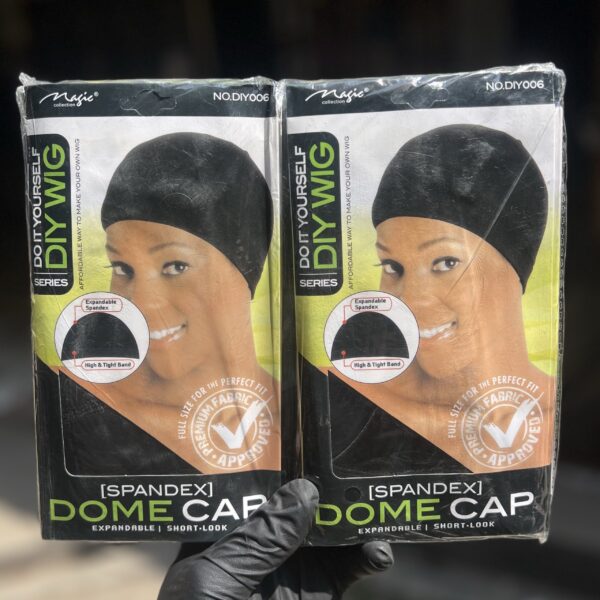 Magic®
collection
NO.DIY006
DO IT YOURSELF
DIY WIG
SERIES
AFFORDABLE WAY TO MAKE YOUR OWN WIG
Expandable
Spandex
High & Tight Band
FULL SIZE FOR THE PERFECT FIT
PREMIUM FABRIC
• APPROVED •
[SPANDEX]
DOME CAP
EXPANDABLE | SHORT-LOOK
Magic®
collection
NO.DIY006
DO IT YOURSELF
DIY WIG
SERIES
AFFORDABLE WAY TO MAKE YOUR OWN WIG
Expandable
Spandex
High & Tight Band
FULL SIZE FOR THE PERFECT FIT
PREMIUM FABRIC
• APPROVED •
[SPANDEX]
DOME CAP
EXPANDABLE | SHORT-LOOK